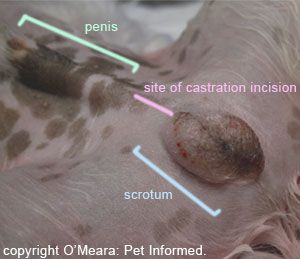 penis
site of castration incision
scrotum
copyright O'Meara: Pet Informed.